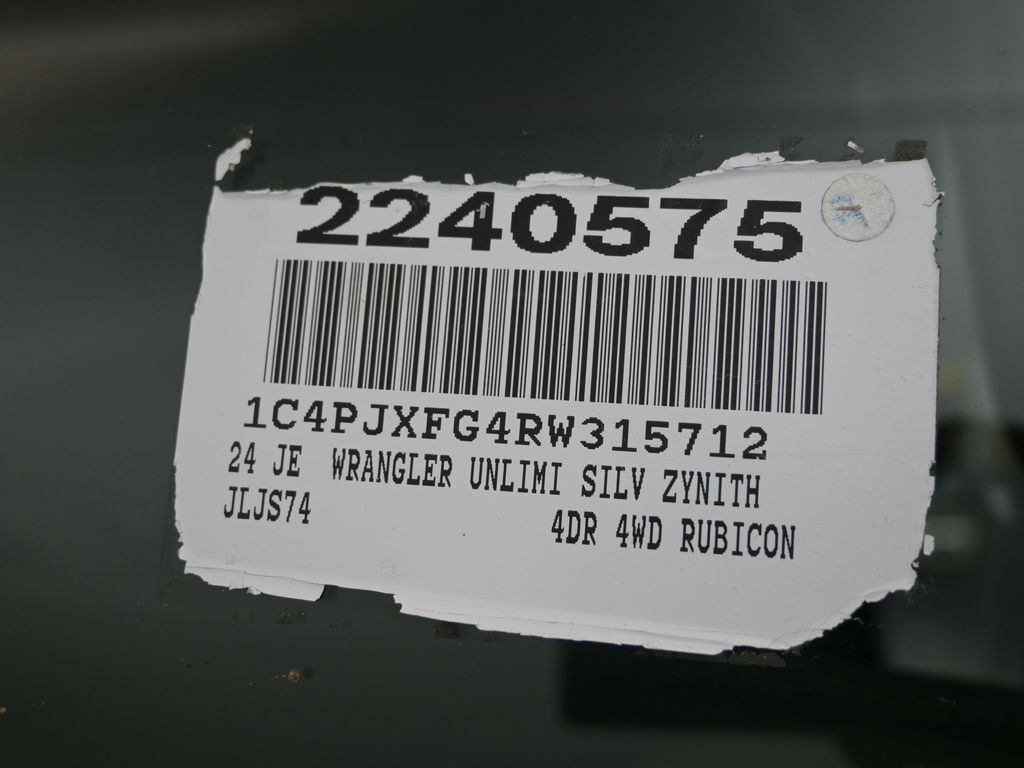 2240575
1C4PJXFG4RW315712
24 JE WRANGLER UNLIMI SILV ZYNITH
JLJS74 4DR 4WD RUBICON